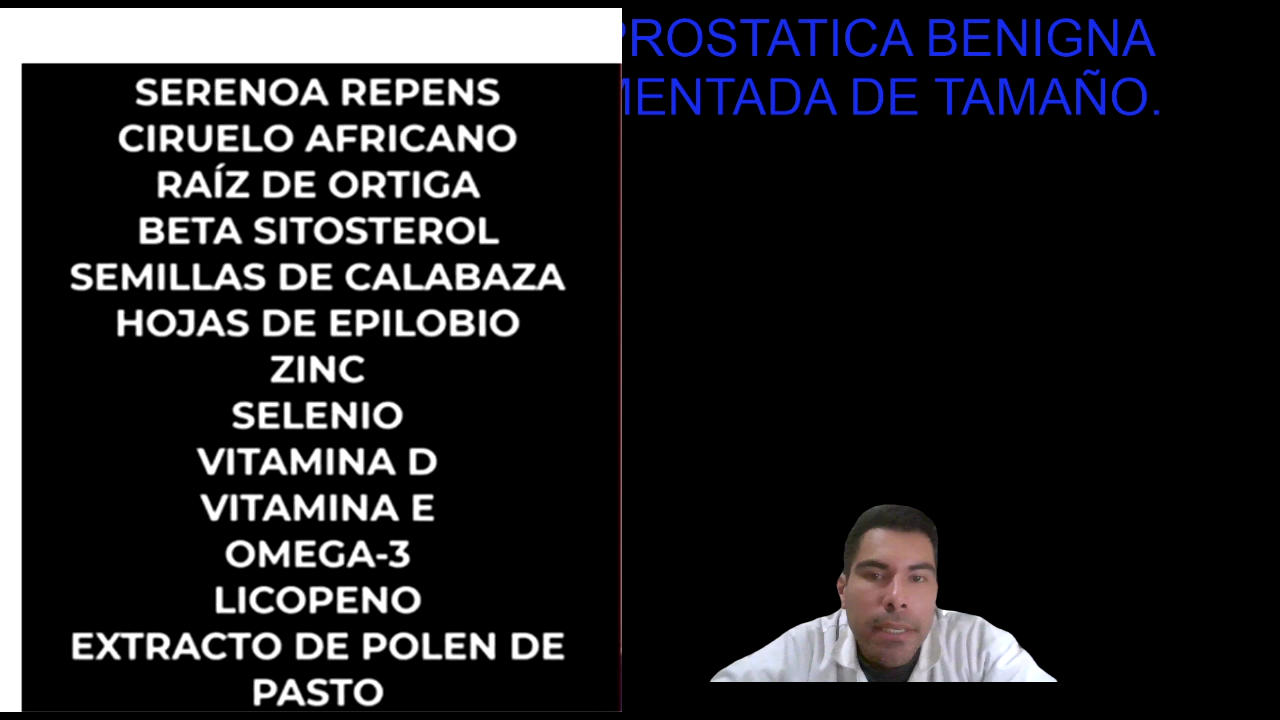 PROSTATICA BENIGNA
MENTADA DE TAMAÑO.
SERENOA REPENS
CIRUELO AFRICANO
RAÍZ DE ORTIGA
BETA SITOSTEROL
SEMILLAS DE CALABAZA
HOJAS DE EPILOBIO
ZINC
SELENIO
VITAMINA D
VITAMINA E
OMEGA-3
LICOPENO
EXTRACTO DE POLEN DE
PASTO